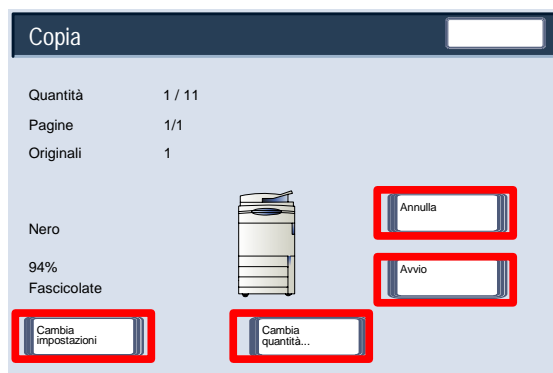 Copia
Quantità 1 / 11
Pagine 1/1
Originali 1
Annulla
Nero
94%
Avvio
Fascicolate
Cambia
impostazioni
Cambia
quantità...